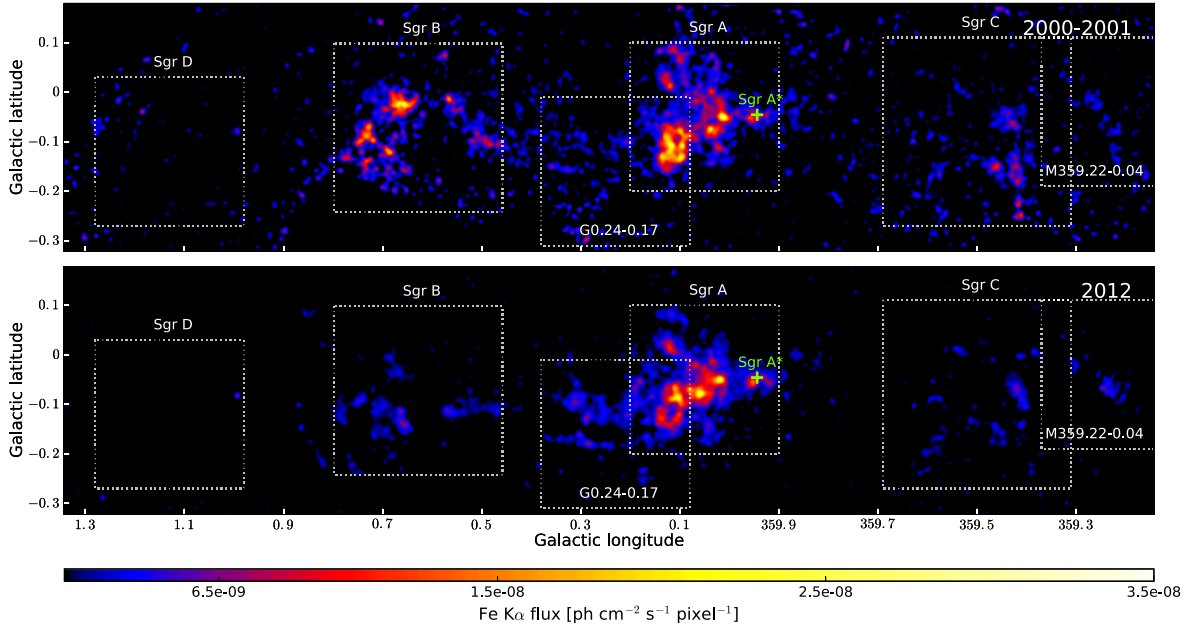 Sgr D
Sgr B
Sgr A
Sgr C
2000-2001
Sgr A*
M359.22-0.04
G0.24-0.17
Galactic latitude
0.1
0
−0.1
−0.2
−0.3
Sgr D
Sgr B
Sgr A
Sgr C
2012
Sgr A*
M359.22-0.04
G0.24-0.17
Galactic latitude
0.1
0
−0.1
−0.2
−0.3
1.3 1.1 0.9 0.7 0.5 0.3 0.1 359.9 359.7 359.5 359.3
Galactic longitude
6.5e-09 1.5e-08 2.5e-08 3.5e-08
Fe Kα flux [ph cm⁻² s⁻¹ pixel⁻¹]